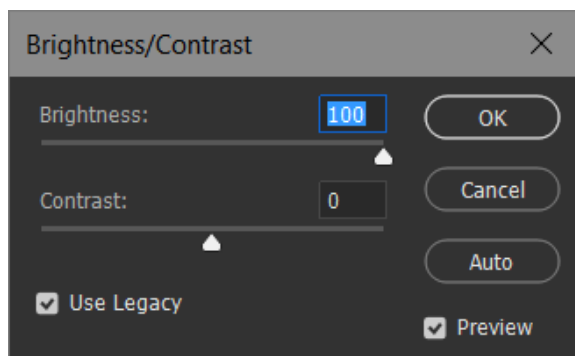 Brightness/Contrast
Brightness: 100
OK
Contrast: 0
Cancel
Auto
Use Legacy
Preview